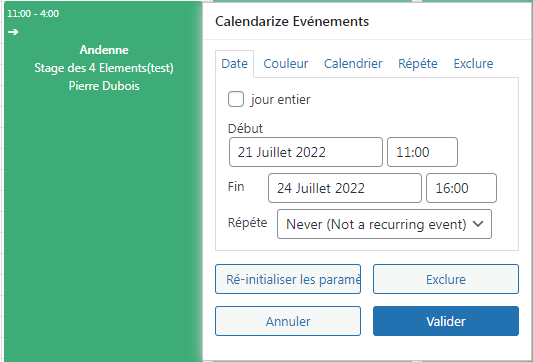 11:00 - 4:00
➔
Andenne
Stage des 4 Elements(test)
Pierre Dubois
Calendarize Evénements
Date Couleur Calendrier Répéte Exclure
jour entier
Début
21 Juillet 2022 11:00
Fin 24 Juillet 2022 16:00
Répéte Never (Not a recurring event)
Ré-initialiser les paramè Exclure
Annuler Valider